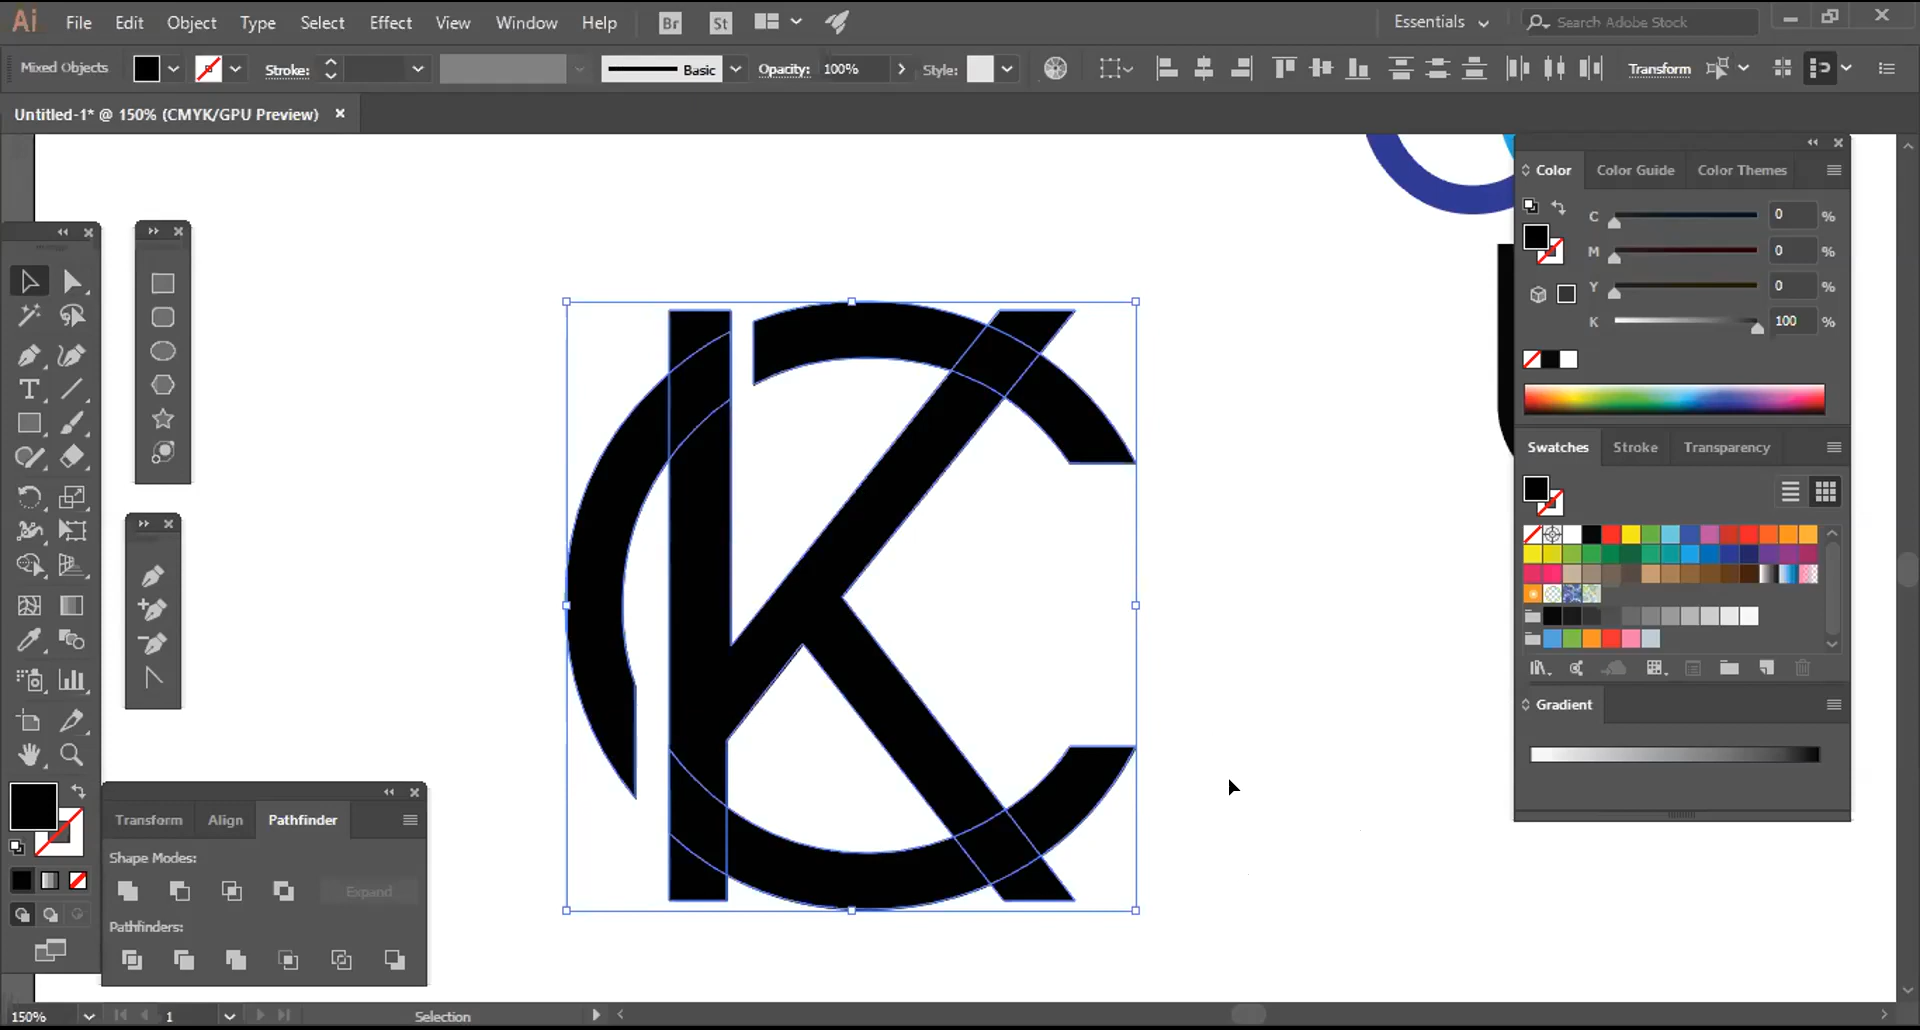 Ai File Edit Object Type Select Effect View Window Help Br St Essentials Search Adobe Stock
Mixed Objects Stroke: Basic Opacity: 100% Style: Transform
Untitled-1* @ 150% (CMYK/GPU Preview)
Color Color Guide Color Themes
C 0 %
M 0 %
Y 0 %
K 100 %
Swatches Stroke Transparency
Gradient
KC
Transform Align Pathfinder
Shape Modes:
Expand
Pathfinders:
150% 1 Selection